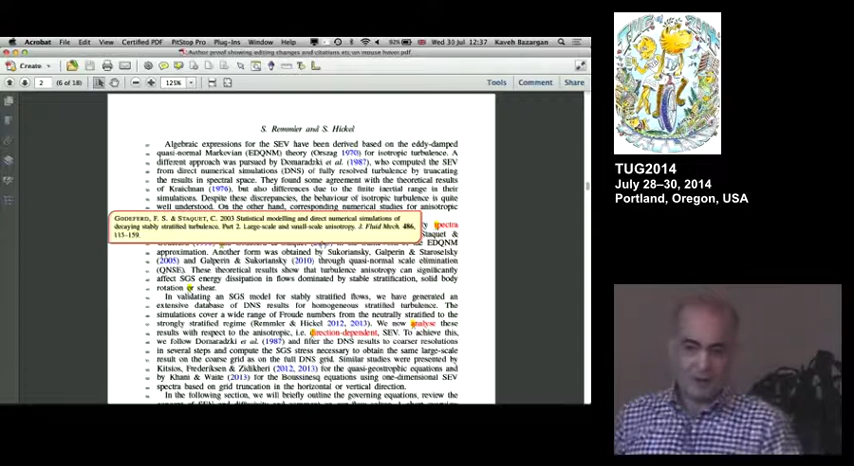 Acrobat File Edit View Certified PDF PitStop Pro Plug-Ins Window Help Wed 30 Jul 12:37 Kaveh Bazargan
Author proof showing editing changes and citations etc on mouse hover.pdf
Create
2 (6 of 18) 125% Tools Comment Share
S. Remmler and S. Hickel
Algebraic expressions for the SEV have been derived based on the eddy-damped
quasi-normal Markovian (EDQNM) theory (Orszag 1970) for isotropic turbulence. A
different approach was pursued by Domaradzki et al. (1987), who computed the SEV
from direct numerical simulations (DNS) of fully resolved turbulence by truncating
the results in spectral space. They found some agreement with the theoretical results
of Kraichnan (1976), but also differences due to the finite inertial range in their
simulations. Despite these discrepancies, the behaviour of isotropic turbulence is quite
well understood. On the other hand, corresponding numerical studies for anisotropic
GODEFERD, F. S. & STAQUET, C. 2003 Statistical modelling and direct numerical simulations of
decaying stably stratified turbulence. Part 2. Large-scale and small-scale anisotropy. J. Fluid Mech. 486,
115–159.
spectra
Staquet &
EDQNM
approximation. Another form was obtained by Sukoriansky, Galperin & Staroselsky
(2005) and Galperin & Sukoriansky (2010) through quasi-normal scale elimination
(QNSE). These theoretical results show that turbulence anisotropy can significantly
affect SGS energy dissipation in flows dominated by stable stratification, solid body
rotation or shear.
In validating an SGS model for stably stratified flows, we have generated an
extensive database of DNS results for homogeneous stratified turbulence. The
simulations cover a wide range of Froude numbers from the neutrally stratified to the
strongly stratified regime (Remmler & Hickel 2012, 2013). We now analyse these
results with respect to the anisotropic, i.e. direction-dependent, SEV. To achieve this,
we follow Domaradzki et al. (1987) and filter the DNS results to coarser resolutions
in several steps and compute the SGS stress necessary to obtain the same large-scale
result on the coarse grid as on the full DNS grid. Similar studies were presented by
Kitsios, Frederiksen & Zidikheri (2012, 2013) for the quasi-geostrophic equations and
by Khani & Waite (2013) for the Boussinesq equations using one-dimensional SEV
spectra based on grid truncation in the horizontal or vertical direction.
In the following section, we will briefly outline the governing equations, review the
TUG2014
July 28–30, 2014
Portland, Oregon, USA